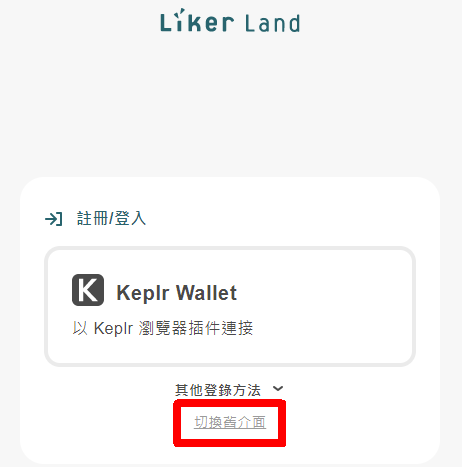 Liker Land
註冊/登入
K Keplr Wallet
以 Keplr 瀏覽器插件連接
其他登錄方法
切換舊介面